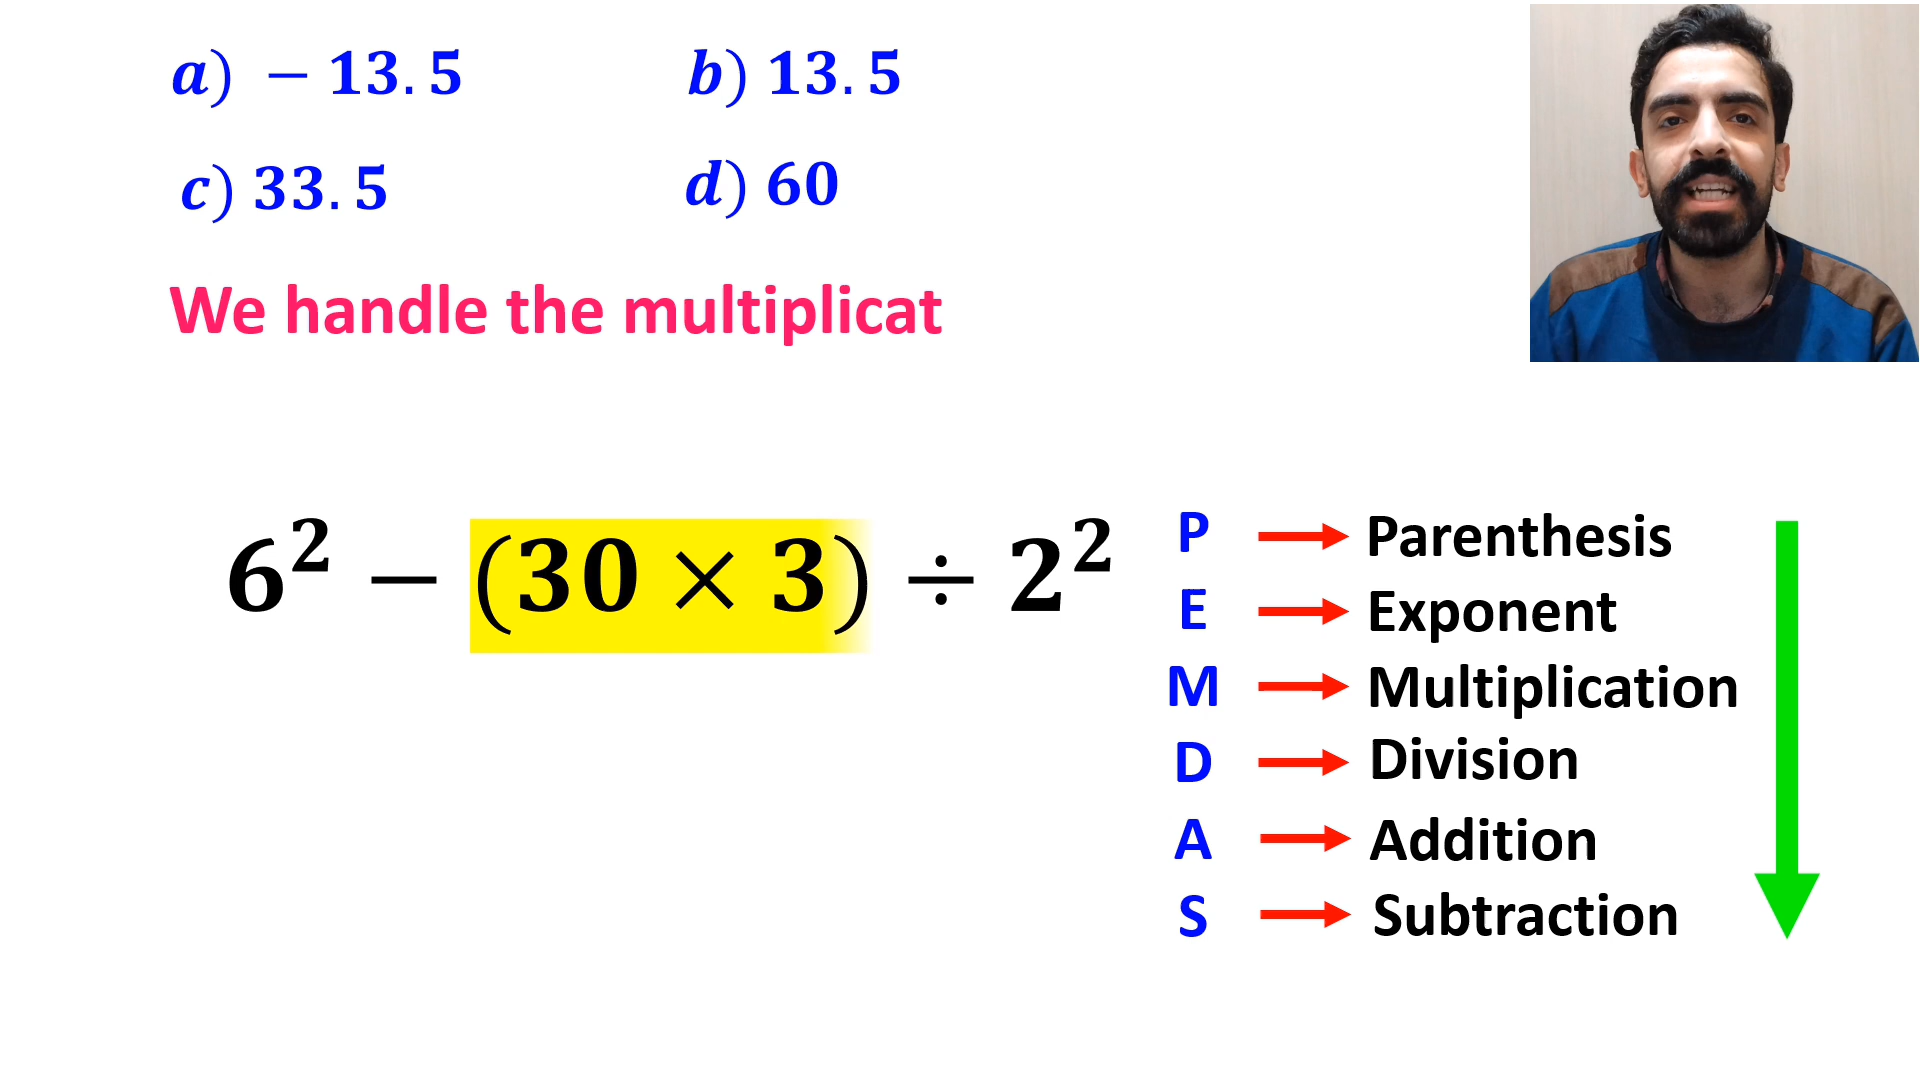 a) − 13.5
b) 13.5
c) 33.5
d) 60
We handle the multiplicat
6² − (30 × 3) ÷ 2²
P → Parenthesis
E → Exponent
M → Multiplication
D → Division
A → Addition
S → Subtraction